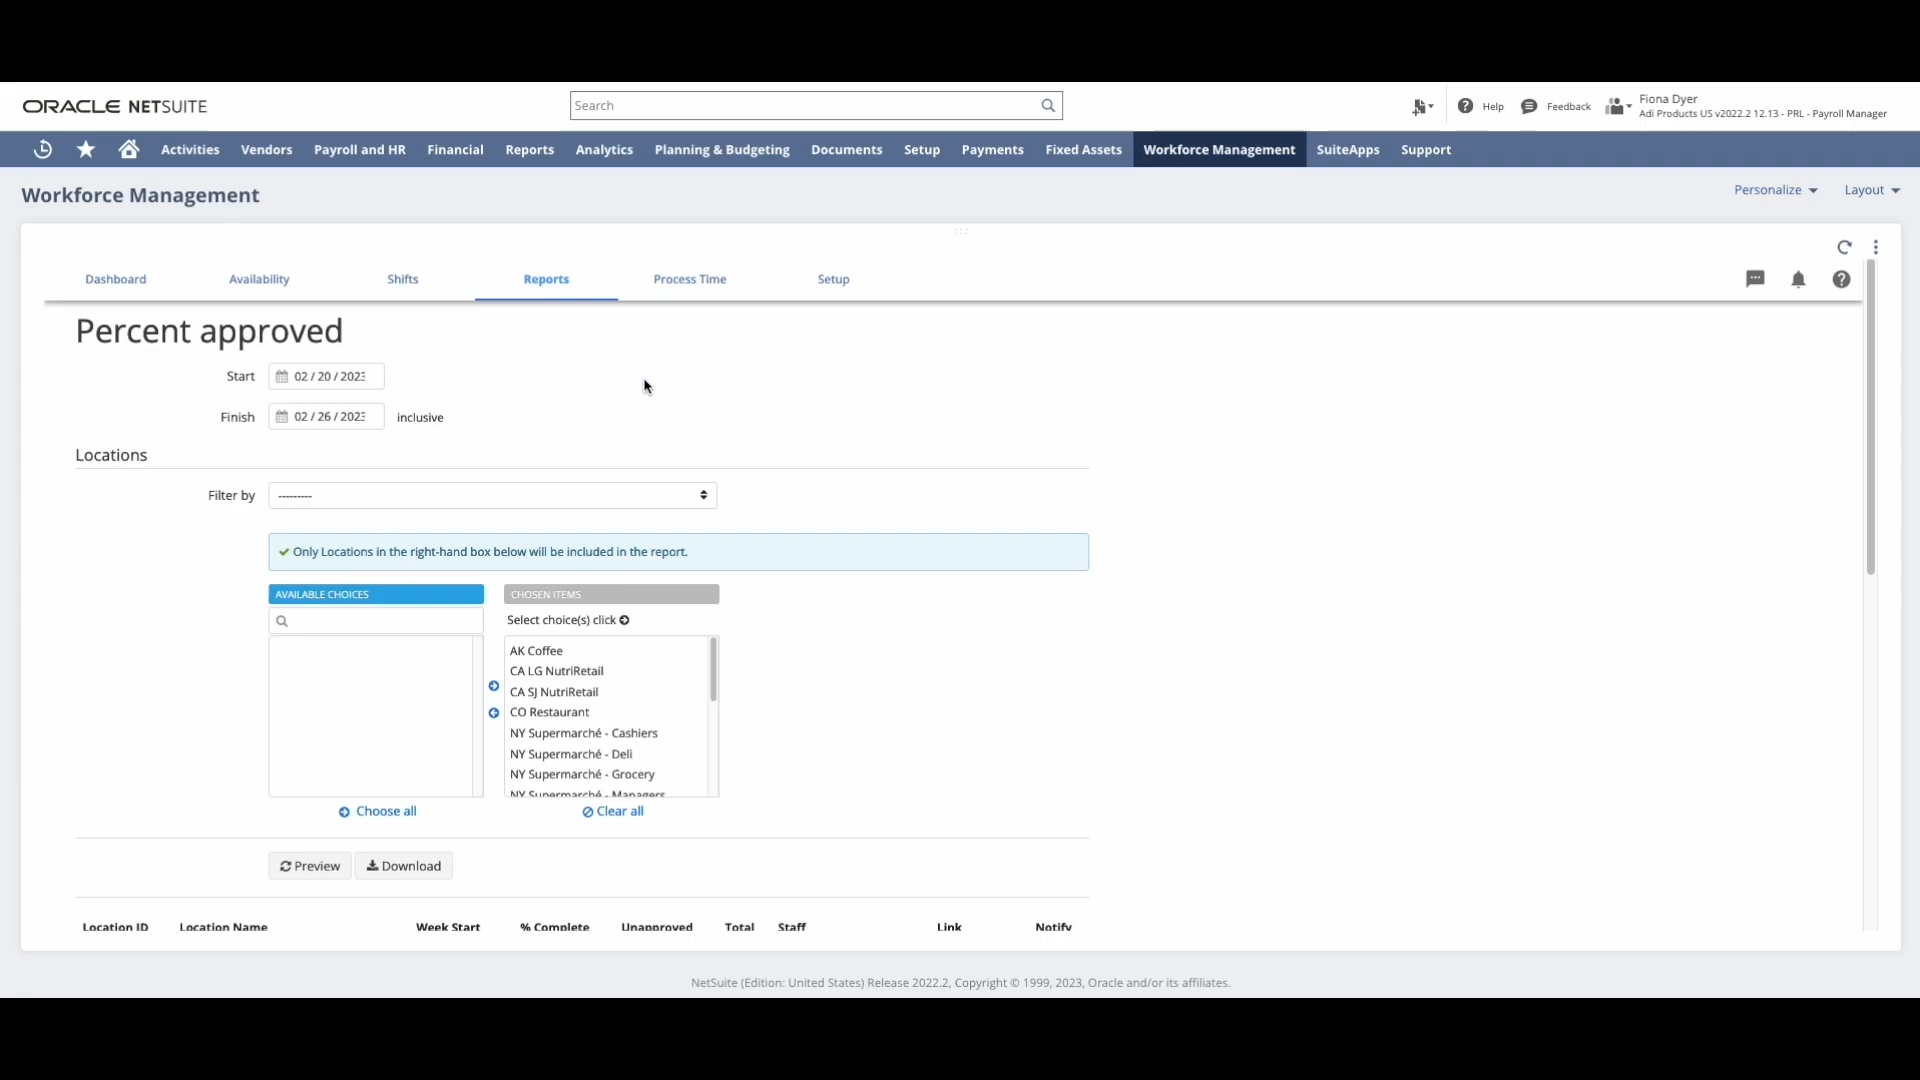 ORACLE NETSUITE
Search
Help
Feedback
Fiona Dyer
Adi Products US v2022.2 12.13 - PRL - Payroll Manager
Activities Vendors Payroll and HR Financial Reports Analytics Planning & Budgeting Documents Setup Payments Fixed Assets Workforce Management SuiteApps Support
Workforce Management
Personalize Layout
Dashboard Availability Shifts Reports Process Time Setup
Percent approved
Start 02 / 20 / 2023
Finish 02 / 26 / 2023 inclusive
Locations
Filter by ---------
Only Locations in the right-hand box below will be included in the report.
AVAILABLE CHOICES
CHOSEN ITEMS
Select choice(s) click
AK Coffee
CA LG NutriRetail
CA SJ NutriRetail
CO Restaurant
NY Supermarché - Cashiers
NY Supermarché - Deli
NY Supermarché - Grocery
NY Supermarché - Managers
Choose all
Clear all
Preview Download
Location ID Location Name Week Start % Complete Unapproved Total Staff Link Notify
NetSuite (Edition: United States) Release 2022.2, Copyright © 1999, 2023, Oracle and/or its affiliates.